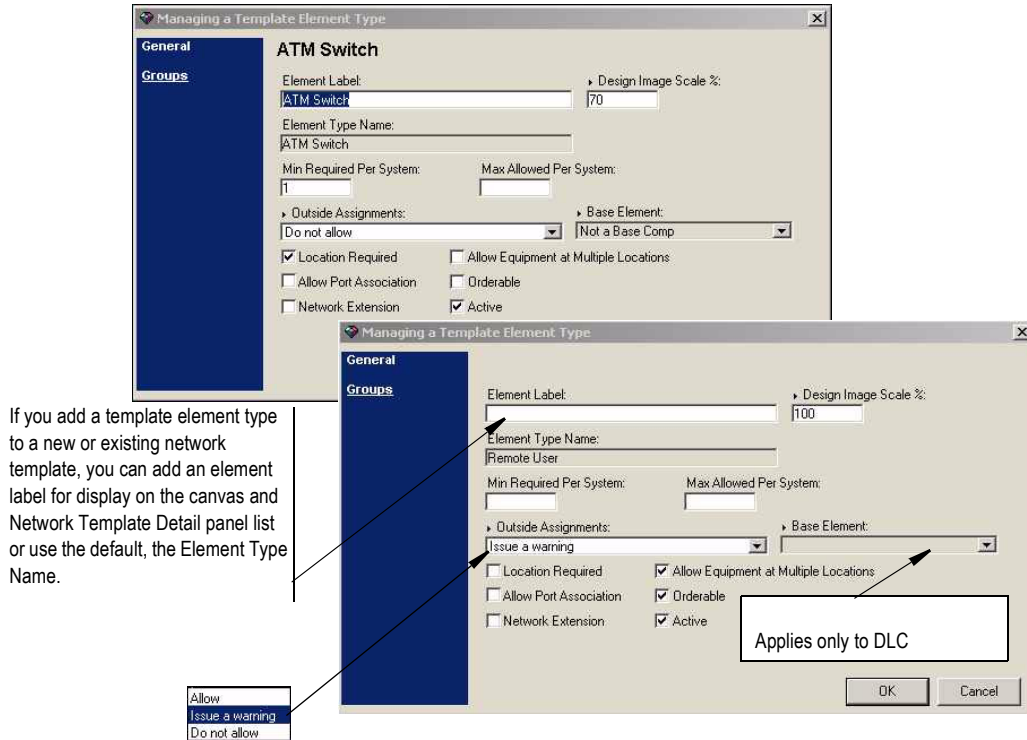 Managing a Template Element Type
General
Groups
ATM Switch
Element Label:
Design Image Scale %:
ATM Switch
70
Element Type Name:
ATM Switch
Min Required Per System:
Max Allowed Per System:
1
Outside Assignments:
Base Element:
Do not allow
Not a Base Comp
Location Required
Allow Equipment at Multiple Locations
Allow Port Association
Orderable
Network Extension
Active
Managing a Template Element Type
General
Groups
Element Label:
Design Image Scale %:
100
Element Type Name:
Remote User
Min Required Per System:
Max Allowed Per System:
Outside Assignments:
Base Element:
Issue a warning
Location Required
Allow Equipment at Multiple Locations
Allow Port Association
Orderable
Network Extension
Active
OK
Cancel
If you add a template element type
to a new or existing network
template, you can add an element
label for display on the canvas and
Network Template Detail panel list
or use the default, the Element Type
Name.
Applies only to DLC
Allow
Issue a warning
Do not allow